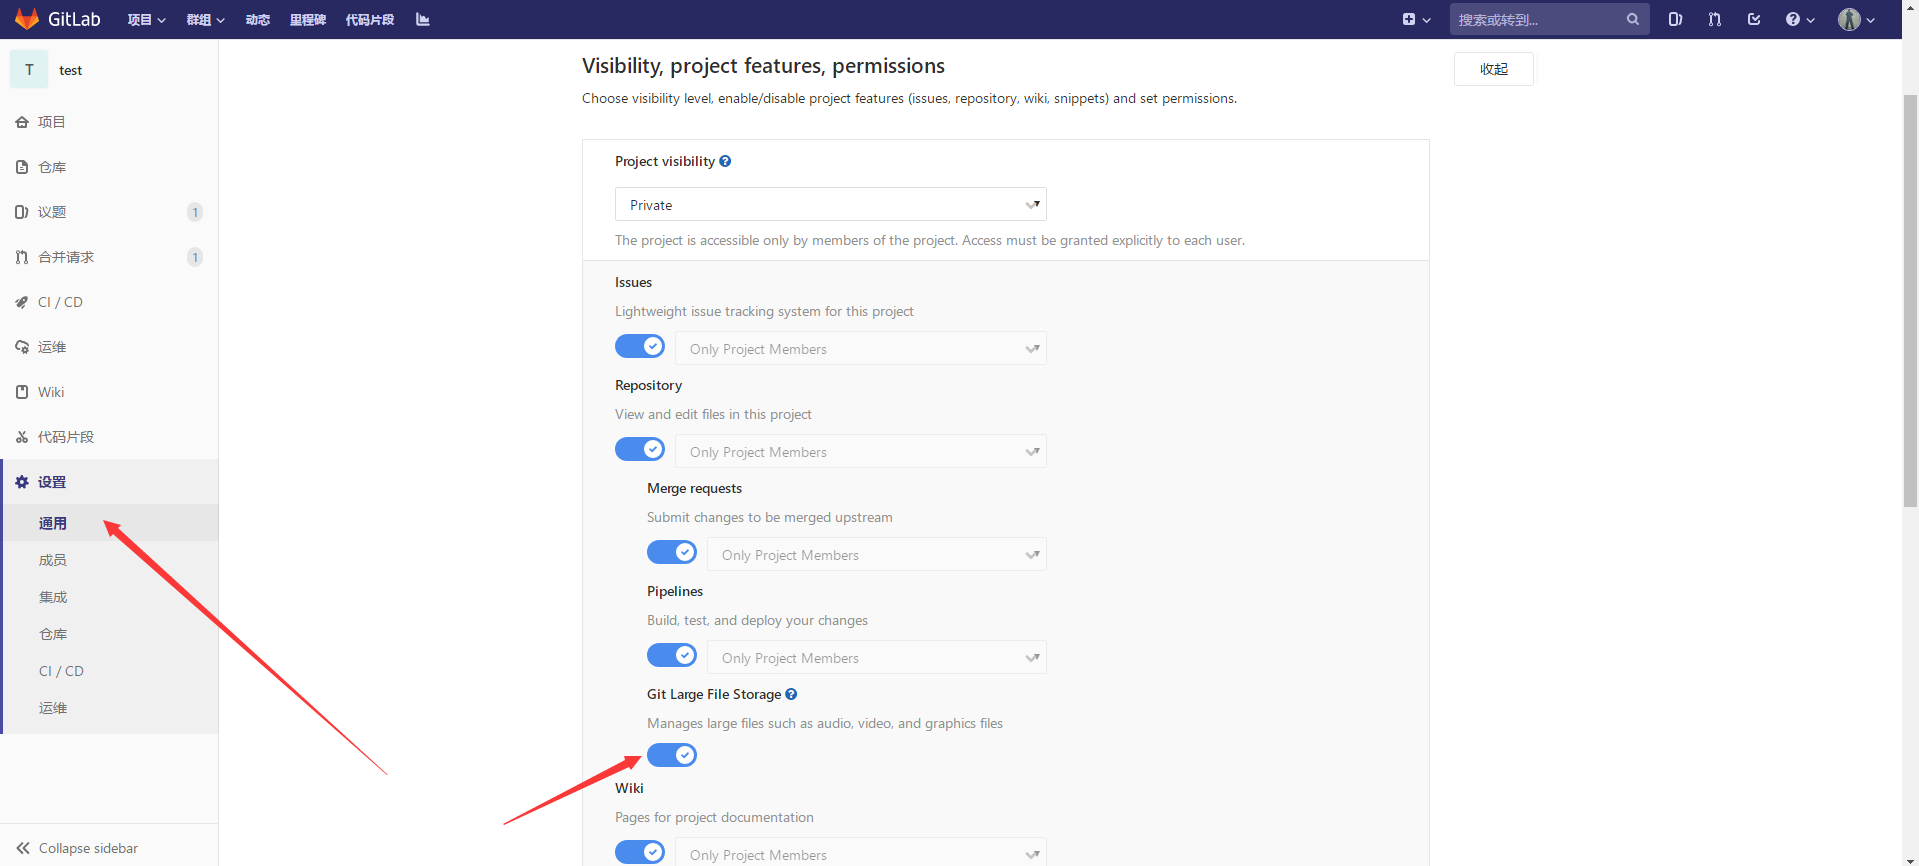 GitLab 项目 群组 动态 里程碑 代码片段 搜索或转到...
T test
项目
仓库
议题 1
合并请求 1
CI / CD
运维
Wiki
代码片段
设置
通用
成员
集成
仓库
CI / CD
运维
Collapse sidebar
Visibility, project features, permissions
收起
Choose visibility level, enable/disable project features (issues, repository, wiki, snippets) and set permissions.
Project visibility
Private
The project is accessible only by members of the project. Access must be granted explicitly to each user.
Issues
Lightweight issue tracking system for this project
Only Project Members
Repository
View and edit files in this project
Only Project Members
Merge requests
Submit changes to be merged upstream
Only Project Members
Pipelines
Build, test, and deploy your changes
Only Project Members
Git Large File Storage
Manages large files such as audio, video, and graphics files
Wiki
Pages for project documentation
Only Project Members